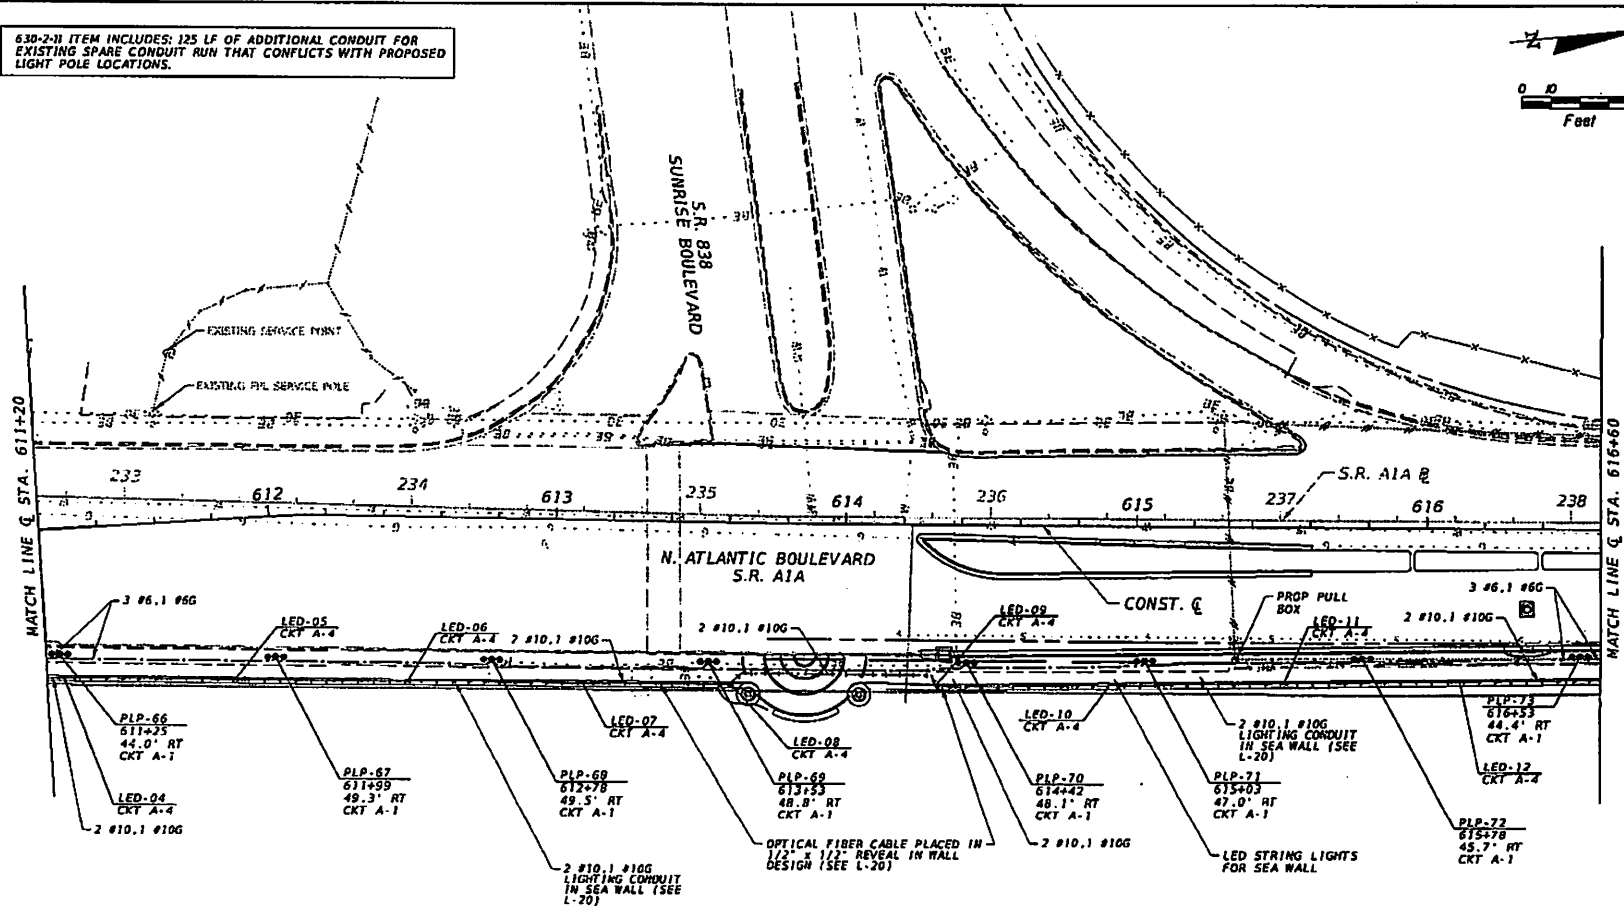 630-2-11 ITEM INCLUDES: 125 LF OF ADDITIONAL CONDUIT FOR
EXISTING SPARE CONDUIT RUN THAT CONFLICTS WITH PROPOSED
LIGHT POLE LOCATIONS.
N
0 10
Feet
S.R. 838
SUNRISE BOULEVARD
EXISTING SERVICE POINT
EXISTING FPL SERVICE POLE
MATCH LINE ℄ STA. 611+20
MATCH LINE ℄ STA. 616+60
233
612
234
613
235
614
236
615
237
616
238
S.R. A1A
N. ATLANTIC BOULEVARD
S.R. A1A
CONST. ℄
PROP PULL
BOX
3 #6,1 #6G
LED-05
CKT A-4
LED-06
CKT A-4
2 #10,1 #10G
2 #10,1 #10G
LED-09
CKT A-4
LED-11
CKT A-4
2 #10,1 #10G
3 #6,1 #6G
PLP-66
611+25
44.0' RT
CKT A-1
LED-04
CKT A-4
2 #10,1 #10G
PLP-67
611+99
49.3' RT
CKT A-1
PLP-68
612+78
49.5' RT
CKT A-1
2 #10,1 #10G
LIGHTING CONDUIT
IN SEA WALL (SEE
L-20)
LED-07
CKT A-4
LED-08
CKT A-4
PLP-69
613+53
48.8' RT
CKT A-1
OPTICAL FIBER CABLE PLACED IN
1/2" x 1/2" REVEAL IN WALL
DESIGN (SEE L-20)
PLP-70
614+42
48.1' RT
CKT A-1
2 #10,1 #10G
LED-10
CKT A-4
PLP-71
615+03
47.0' RT
CKT A-1
LED STRING LIGHTS
FOR SEA WALL
2 #10,1 #10G
LIGHTING CONDUIT
IN SEA WALL (SEE
L-20)
PLP-72
615+78
45.7' RT
CKT A-1
PLP-73
616+53
44.4' RT
CKT A-1
LED-12
CKT A-4